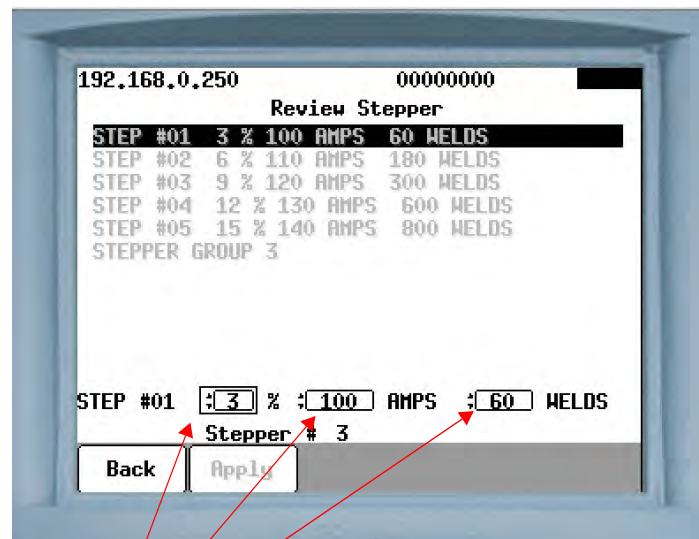 192.168.0.250 00000000
Review Stepper
STEP #01 3 % 100 AMPS 60 WELDS
STEP #02 6 % 110 AMPS 180 WELDS
STEP #03 9 % 120 AMPS 300 WELDS
STEP #04 12 % 130 AMPS 600 WELDS
STEP #05 15 % 140 AMPS 800 WELDS
STEPPER GROUP 3
STEP #01 3 % 100 AMPS 60 WELDS
Stepper # 3
Back Apply